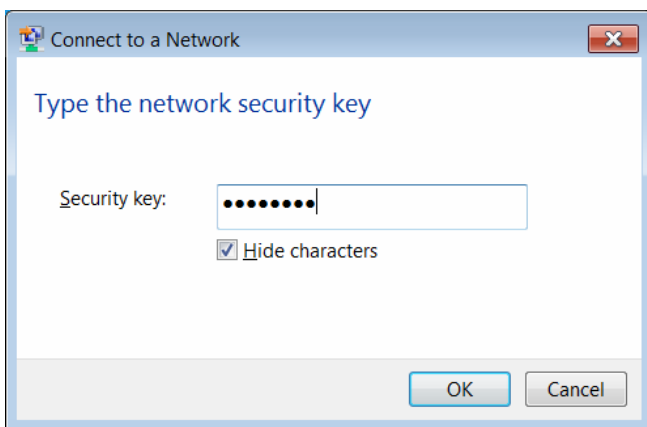 Connect to a Network
Type the network security key
Security key: ••••••••
Hide characters
OK Cancel